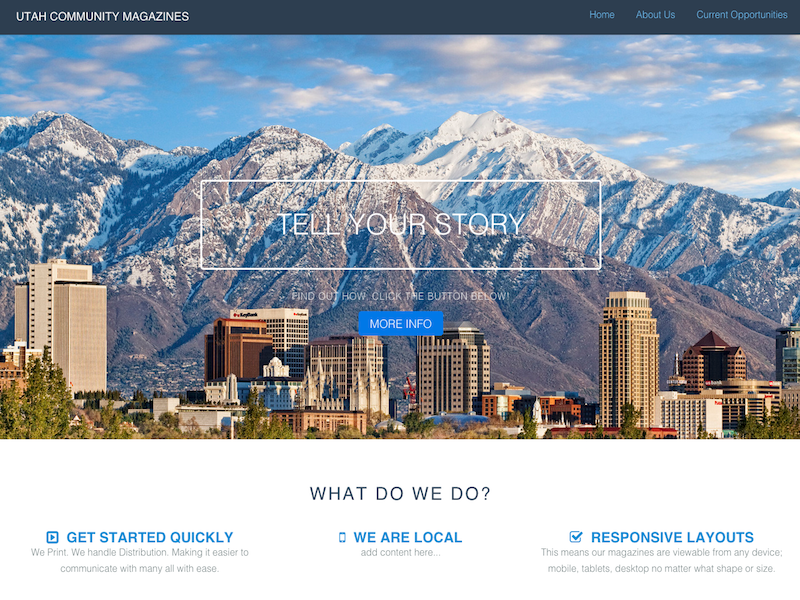 UTAH COMMUNITY MAGAZINES
Home About Us Current Opportunities
TELL YOUR STORY
FIND OUT HOW, CLICK THE BUTTON BELOW!
MORE INFO
KeyBank
WHAT DO WE DO?
GET STARTED QUICKLY
We Print. We handle Distribution. Making it easier to
communicate with many all with ease.
WE ARE LOCAL
add content here...
RESPONSIVE LAYOUTS
This means our magazines are viewable from any device;
mobile, tablets, desktop no matter what shape or size.